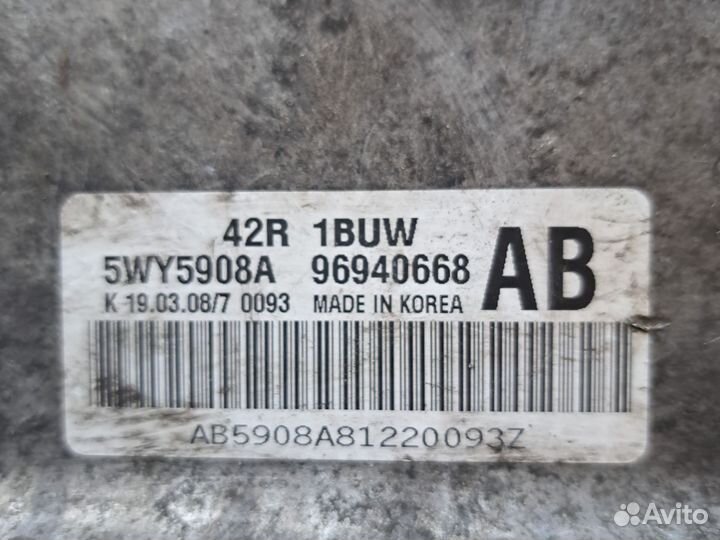 42R 1BUW
5WY5908A 96940668 AB
K 19.03.08/7 0093 MADE IN KOREA
AB5908A81220093Z
Avito